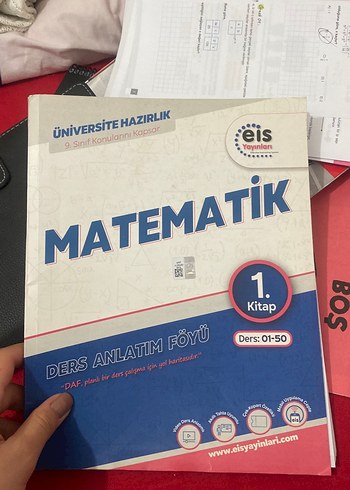 ÜNİVERSİTE HAZIRLIK
9. Sınıf Konularını Kapsar
eis
Yayınları
MATEMATİK
1.
Kitap
Ders: 01-50
DERS ANLATIM FÖYÜ
"DAF, planlı bir ders çalışma için yol haritasıdır."
www.eisyayinlari.com
BOŞ